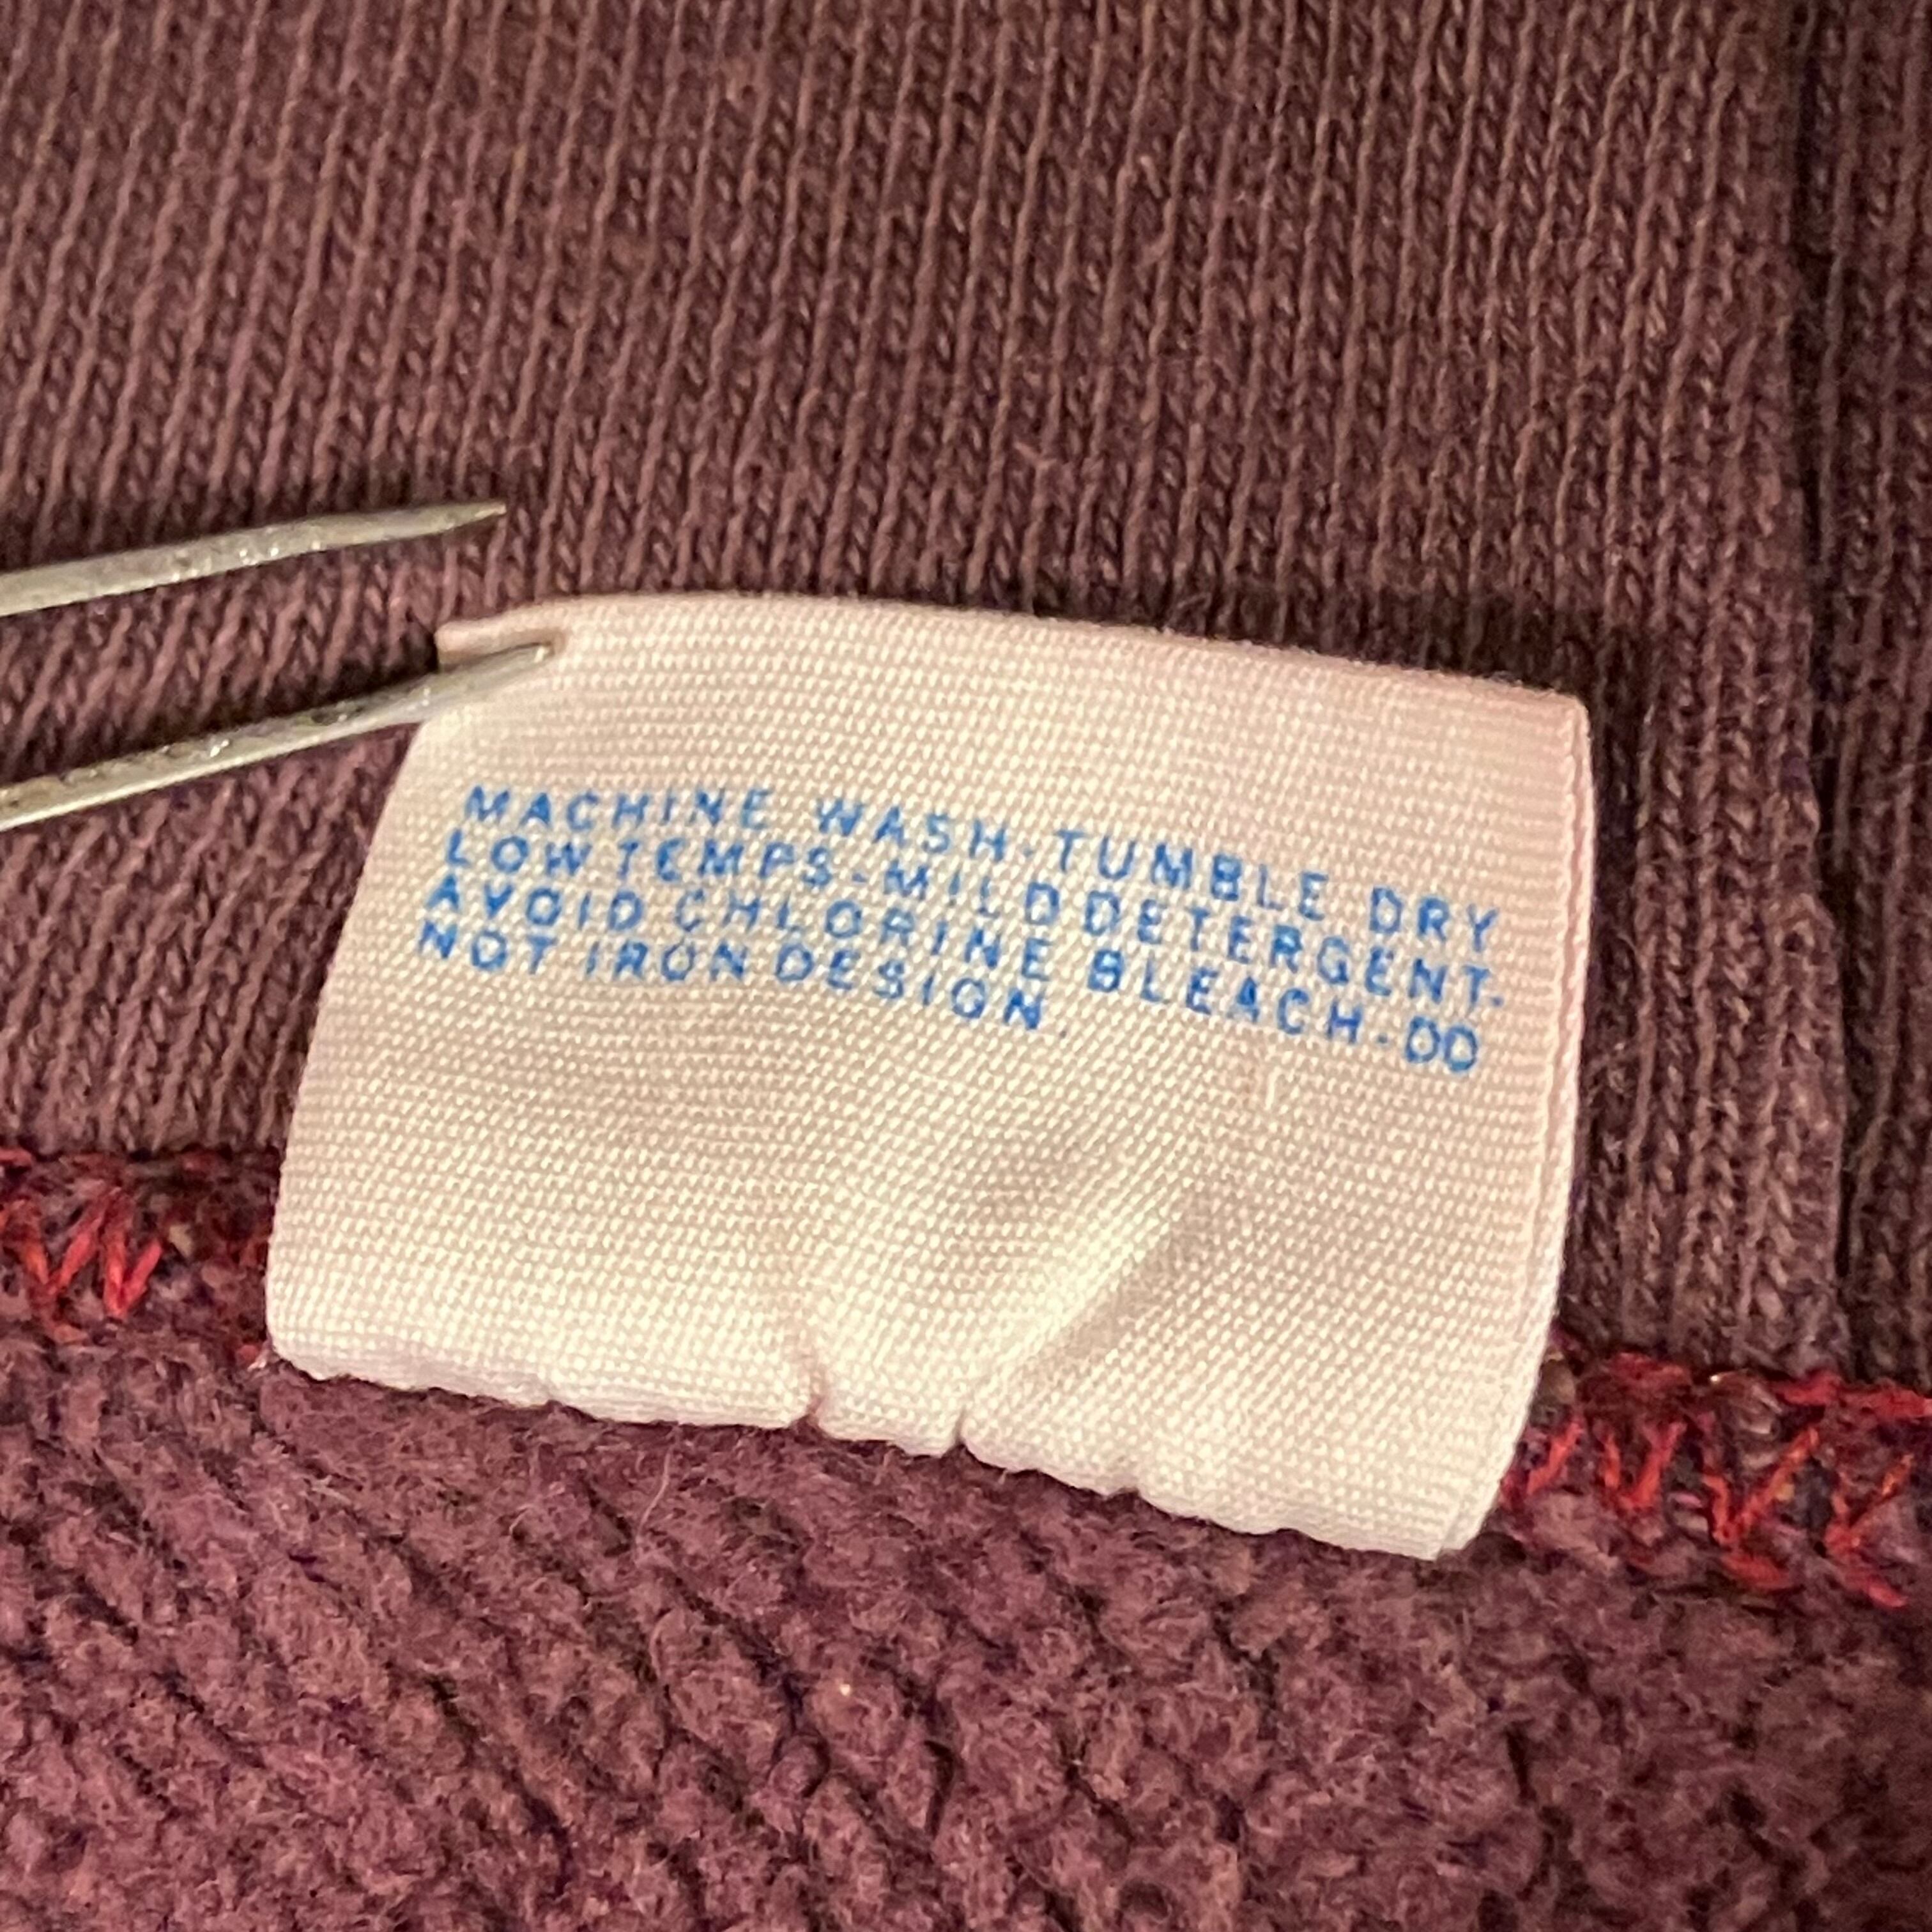 MACHINE WASH-TUMBLE DRY
LOW TEMPS-MILD DETERGENT.
AVOID CHLORINE BLEACH-DO
NOT IRON DESIGN.